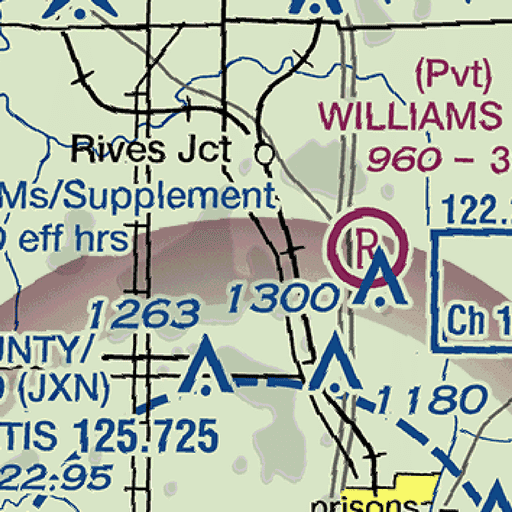 (Pvt)
WILLIAMS
960 - 3
Rives Jct
Ms/Supplement
eff hrs
122.
R
1300
1263
Ch 1
UNTY/
(JXN)
1180
TIS 125.725
22:95
prisons